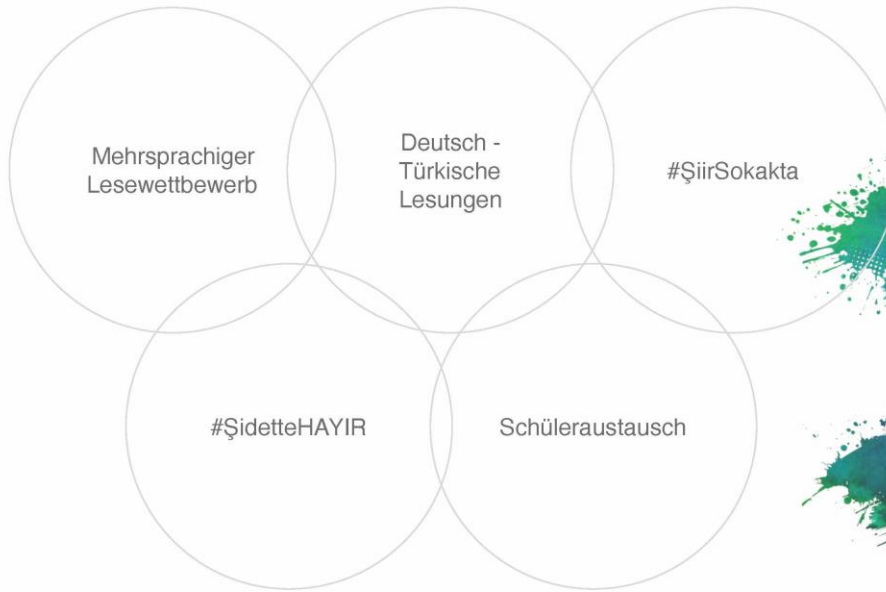 Mehrsprachiger
Lesewettbewerb
Deutsch -
Türkische
Lesungen
#ŞiirSokakta
#ŞidetteHAYIR
Schüleraustausch